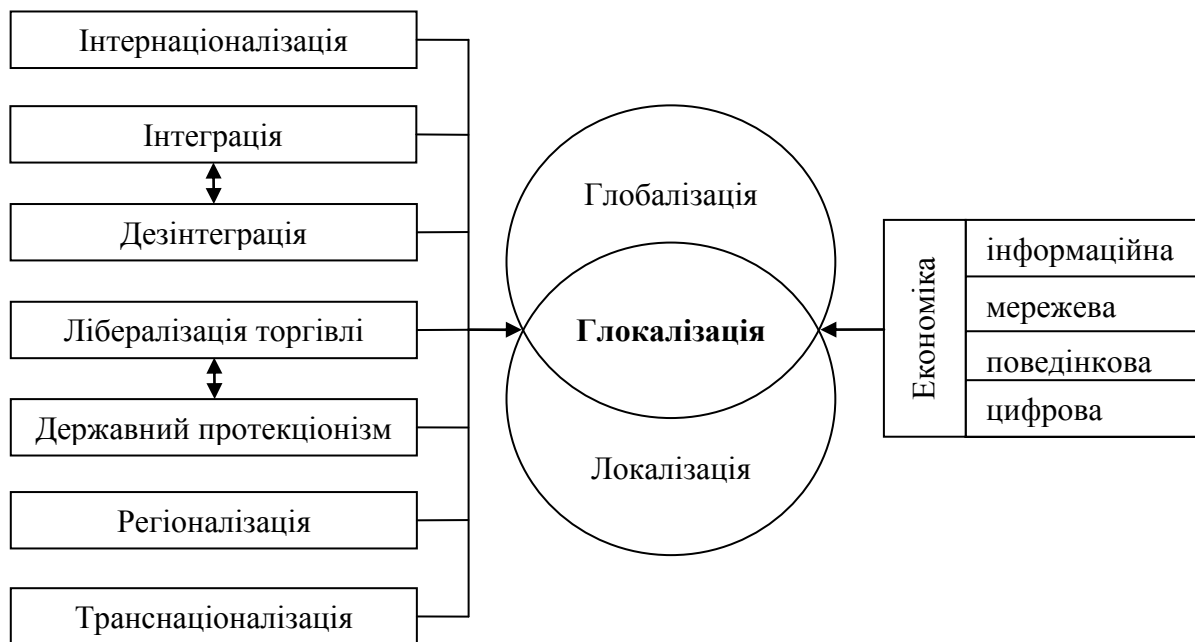 Інтернаціоналізація
Інтеграція
Дезінтеграція
Лібералізація торгівлі
Державний протекціонізм
Регіоналізація
Транснаціоналізація
Глобалізація
Глокалізація
Локалізація
Економіка
інформаційна
мережева
поведінкова
цифрова